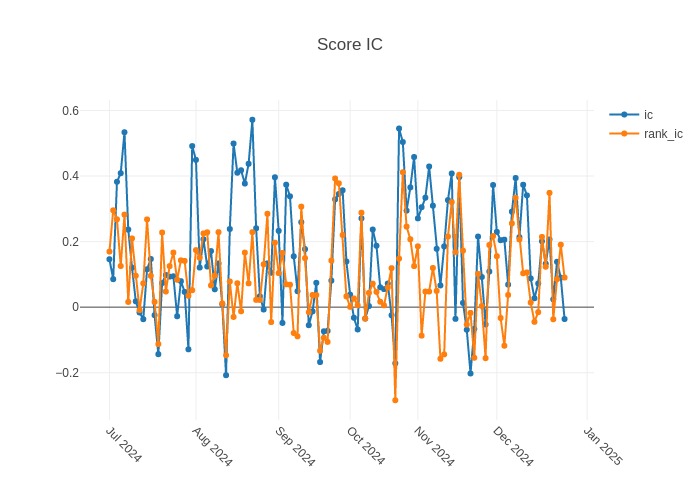 Score IC
ic
rank_ic
0.6
0.4
0.2
0
−0.2
Jul 2024
Aug 2024
Sep 2024
Oct 2024
Nov 2024
Dec 2024
Jan 2025